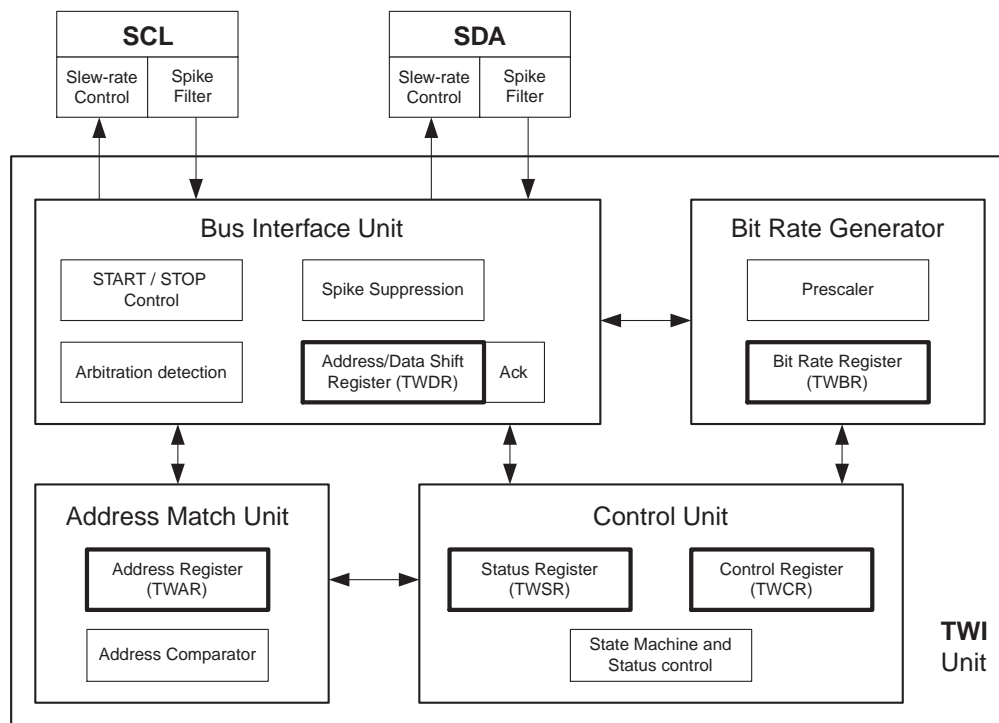 SCL
Slew-rate
Control
Spike
Filter
SDA
Slew-rate
Control
Spike
Filter
Bus Interface Unit
START / STOP
Control
Spike Suppression
Arbitration detection
Address/Data Shift
Register (TWDR)
Ack
Bit Rate Generator
Prescaler
Bit Rate Register
(TWBR)
Address Match Unit
Address Register
(TWAR)
Address Comparator
Control Unit
Status Register
(TWSR)
Control Register
(TWCR)
State Machine and
Status control
TWI
Unit